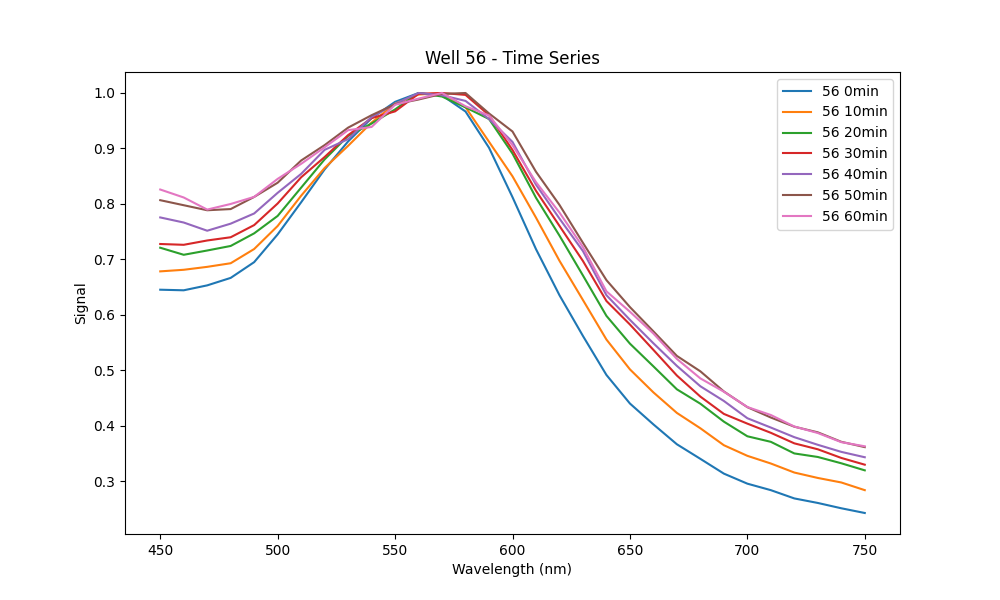 Well 56 - Time Series
Signal
1.0
0.9
0.8
0.7
0.6
0.5
0.4
0.3
450 500 550 600 650 700 750
Wavelength (nm)
56 0min
56 10min
56 20min
56 30min
56 40min
56 50min
56 60min